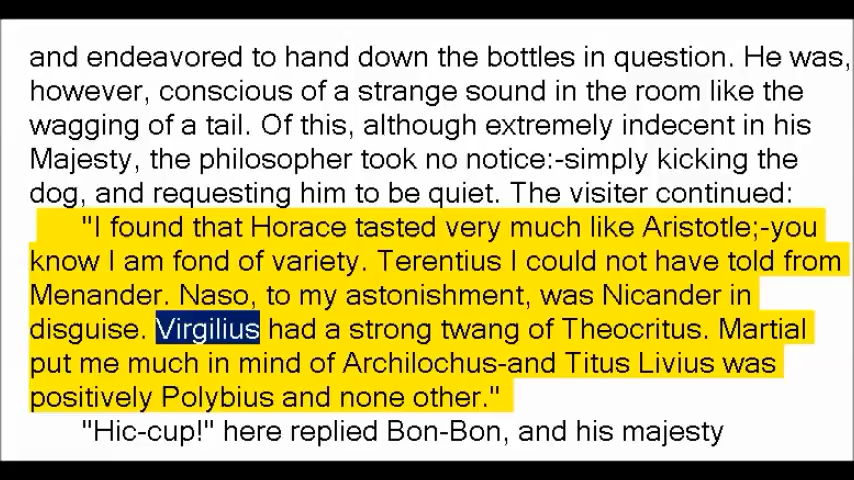 and endeavored to hand down the bottles in question. He was,
however, conscious of a strange sound in the room like the
wagging of a tail. Of this, although extremely indecent in his
Majesty, the philosopher took no notice:-simply kicking the
dog, and requesting him to be quiet. The visiter continued:
"I found that Horace tasted very much like Aristotle;-you
know I am fond of variety. Terentius I could not have told from
Menander. Naso, to my astonishment, was Nicander in
disguise. Virgilius had a strong twang of Theocritus. Martial
put me much in mind of Archilochus-and Titus Livius was
positively Polybius and none other."
"Hic-cup!" here replied Bon-Bon, and his majesty